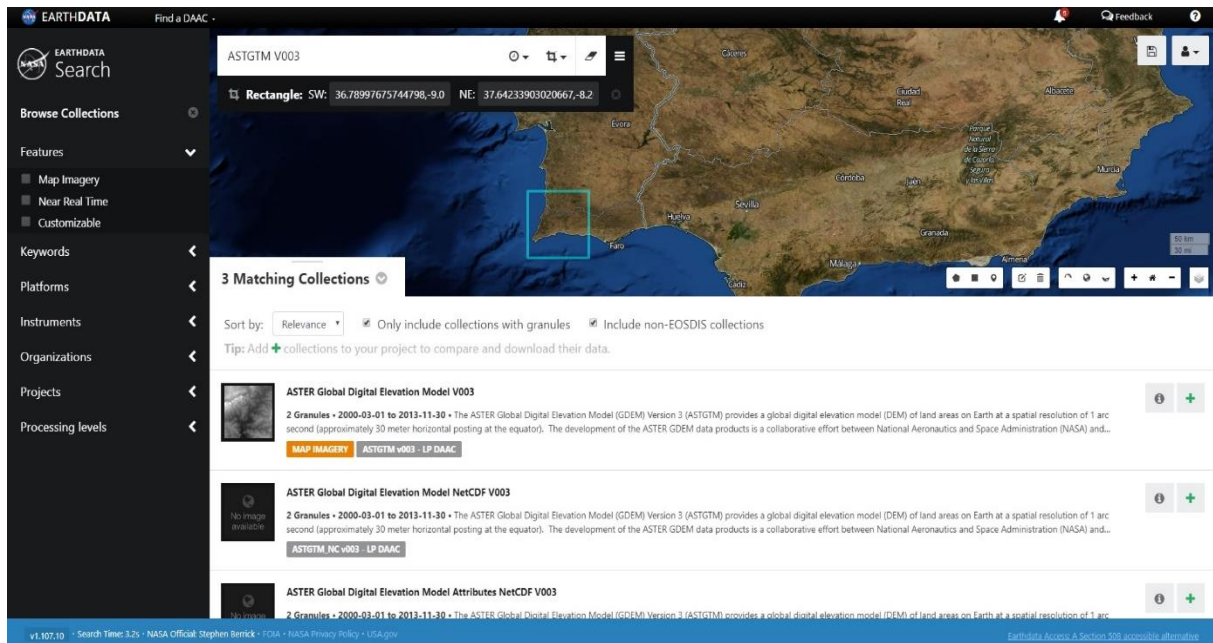 EARTHDATA Find a DAAC
6 Feedback ?
EARTHDATA
Search
Browse Collections
Features
Map Imagery
Near Real Time
Customizable
Keywords
Platforms
Instruments
Organizations
Projects
Processing levels
ASTGTM V003
Rectangle: SW: 36.78997675744798,-9.0 NE: 37.64233903020667,-8.2
Cáceres
Ciudad Real
Albacete
Evora
Parque
Natural
de la Sierra
de Cazorla,
Segura
y las Villas
Murcia
Córdoba
Jaén
Sevilla
Huelva
Granada
Faro
50 km
30 mi
Almería
Málaga
Cádiz
3 Matching Collections
Sort by: Relevance Only include collections with granules Include non-EOSDIS collections
Tip: Add + collections to your project to compare and download their data.
ASTER Global Digital Elevation Model V003
2 Granules • 2000-03-01 to 2013-11-30 • The ASTER Global Digital Elevation Model (GDEM) Version 3 (ASTGTM) provides a global digital elevation model (DEM) of land areas on Earth at a spatial resolution of 1 arc
second (approximately 30 meter horizontal posting at the equator). The development of the ASTER GDEM data products is a collaborative effort between National Aeronautics and Space Administration (NASA) and...
MAP IMAGERY ASTGTM v003 - LP DAAC
No image
available
ASTER Global Digital Elevation Model NetCDF V003
2 Granules • 2000-03-01 to 2013-11-30 • The ASTER Global Digital Elevation Model (GDEM) Version 3 (ASTGTM) provides a global digital elevation model (DEM) of land areas on Earth at a spatial resolution of 1 arc
second (approximately 30 meter horizontal posting at the equator). The development of the ASTER GDEM data products is a collaborative effort between National Aeronautics and Space Administration (NASA) and...
ASTGTM_NC v003 - LP DAAC
No image
ASTER Global Digital Elevation Model Attributes NetCDF V003
2 Granules • 2000-03-01 to 2013-11-30 • The ASTER Global Digital Elevation Model (GDEM) Version 3 (ASTGTM) provides a global digital elevation model (DEM) of land areas on Earth at a spatial resolution of 1 arc
v1.107.10 • Search Time: 3.2s • NASA Official: Stephen Berrick • FOIA • NASA Privacy Policy • USA.gov
Earthdata Access: A Section 508 accessible alternative